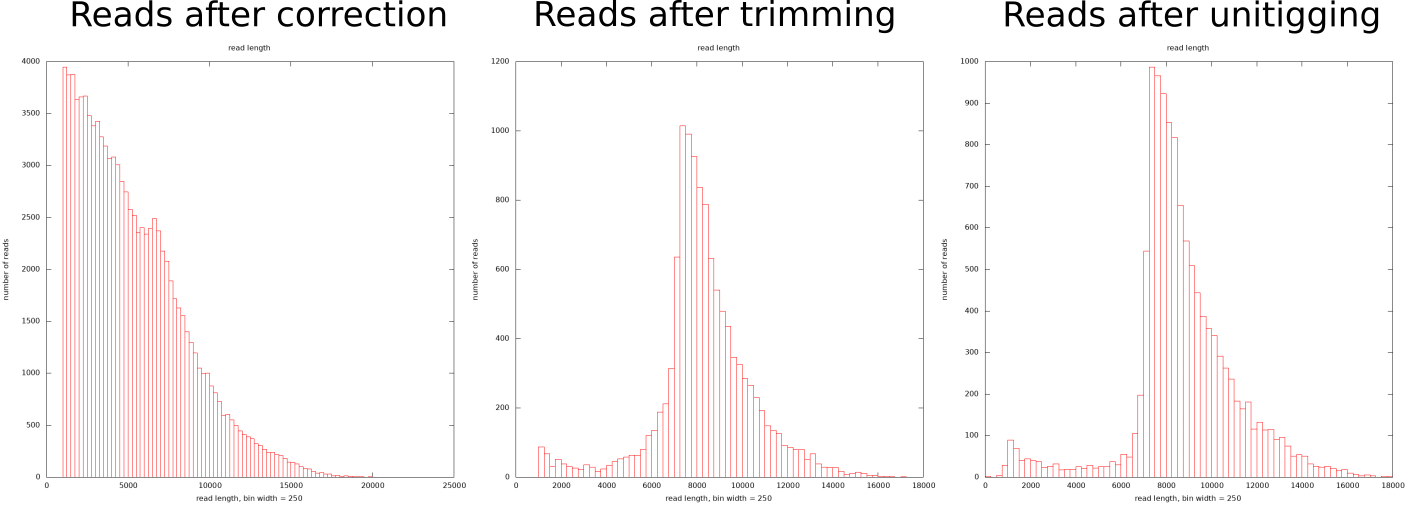 Reads after correction
read length
4000
3500
3000
2500
2000
1500
1000
500
0
number of reads
0 5000 10000 15000 20000 25000
read length, bin width = 250
Reads after trimming
read length
1200
1000
800
600
400
200
0
number of reads
0 2000 4000 6000 8000 10000 12000 14000 16000 18000
read length, bin width = 250
Reads after unitigging
read length
1000
900
800
700
600
500
400
300
200
100
0
number of reads
0 2000 4000 6000 8000 10000 12000 14000 16000 18000
read length, bin width = 250